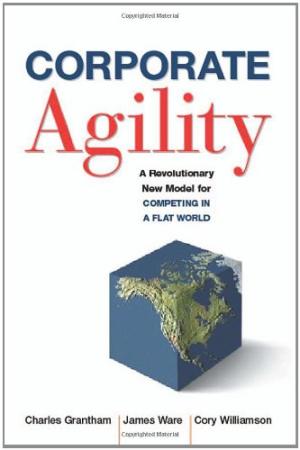 CORPORATE
Agility
A Revolutionary
New Model for
COMPETING IN
A FLAT WORLD
Charles Grantham | James Ware | Cory Williamson
Copyrighted Material
Copyrighted Material